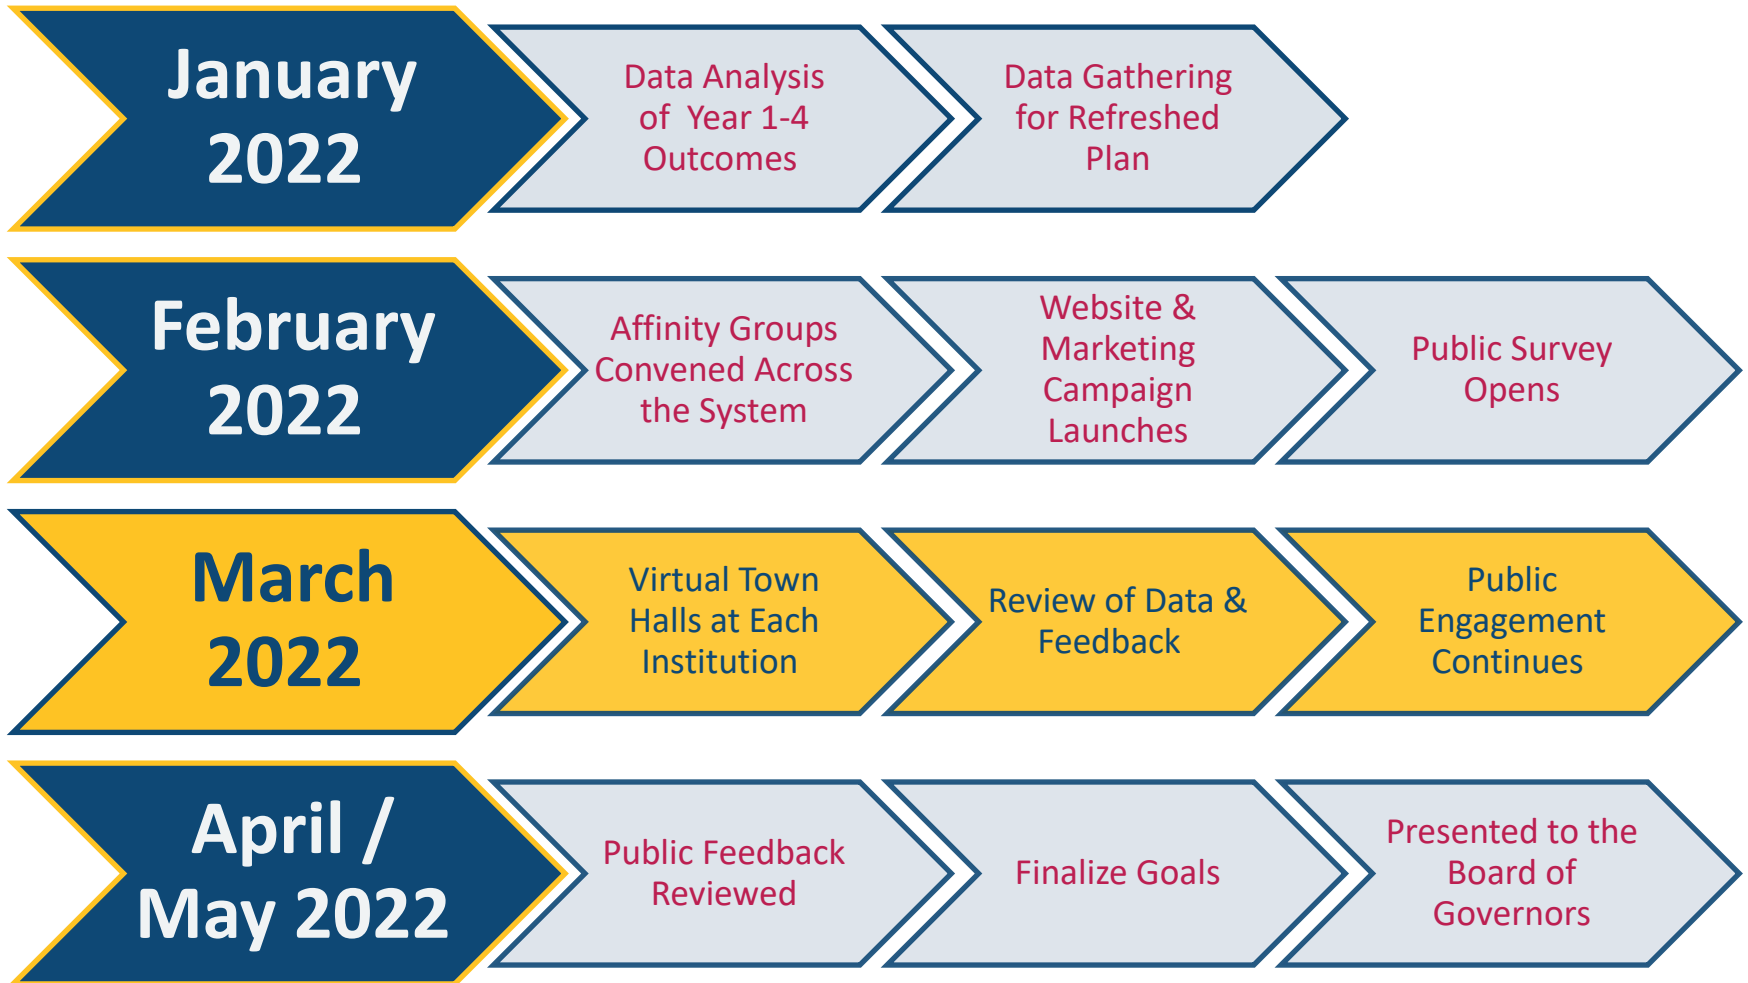 January
2022
Data Analysis
of  Year 1-4
Outcomes
Data Gathering
for Refreshed
Plan
February
2022
Affinity Groups
Convened Across
the System
Website &
Marketing
Campaign
Launches
Public Survey
Opens
March
2022
Virtual Town
Halls at Each
Institution
Review of Data &
Feedback
Public
Engagement
Continues
April /
May 2022
Public Feedback
Reviewed
Finalize Goals
Presented to the
Board of
Governors